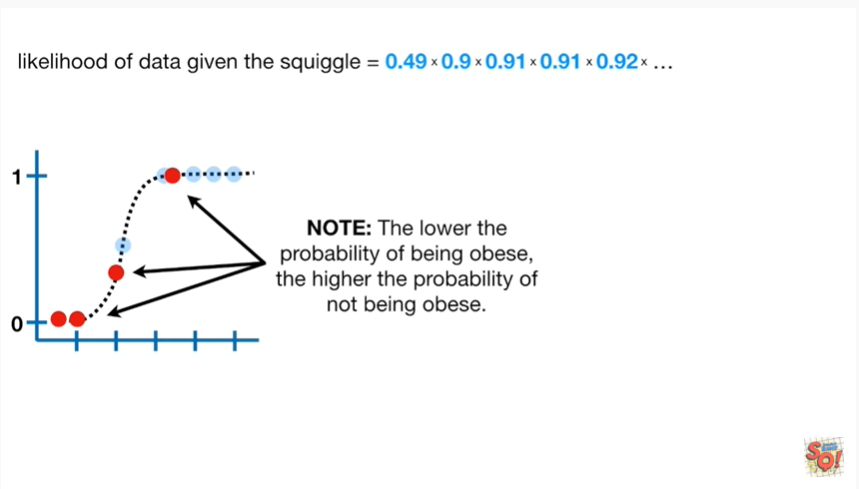 likelihood of data given the squiggle = 0.49 x 0.9 x 0.91 x 0.91 x 0.92 x ...
1
NOTE: The lower the
probability of being obese,
the higher the probability of
not being obese.
0
SQ!